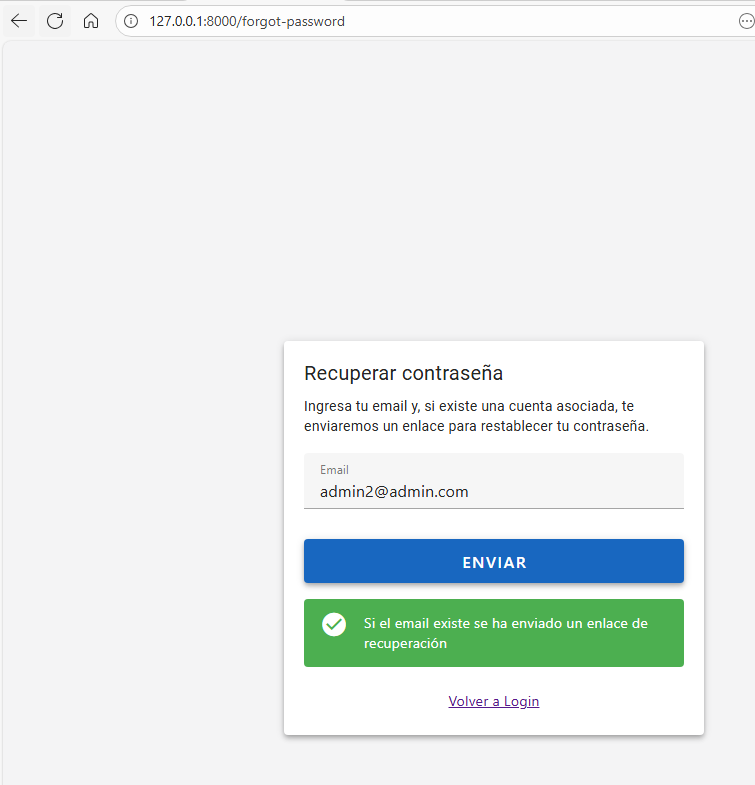 127.0.0.1:8000/forgot-password
Recuperar contraseña
Ingresa tu email y, si existe una cuenta asociada, te
enviaremos un enlace para restablecer tu contraseña.
Email
admin2@admin.com
ENVIAR
Si el email existe se ha enviado un enlace de
recuperación
Volver a Login